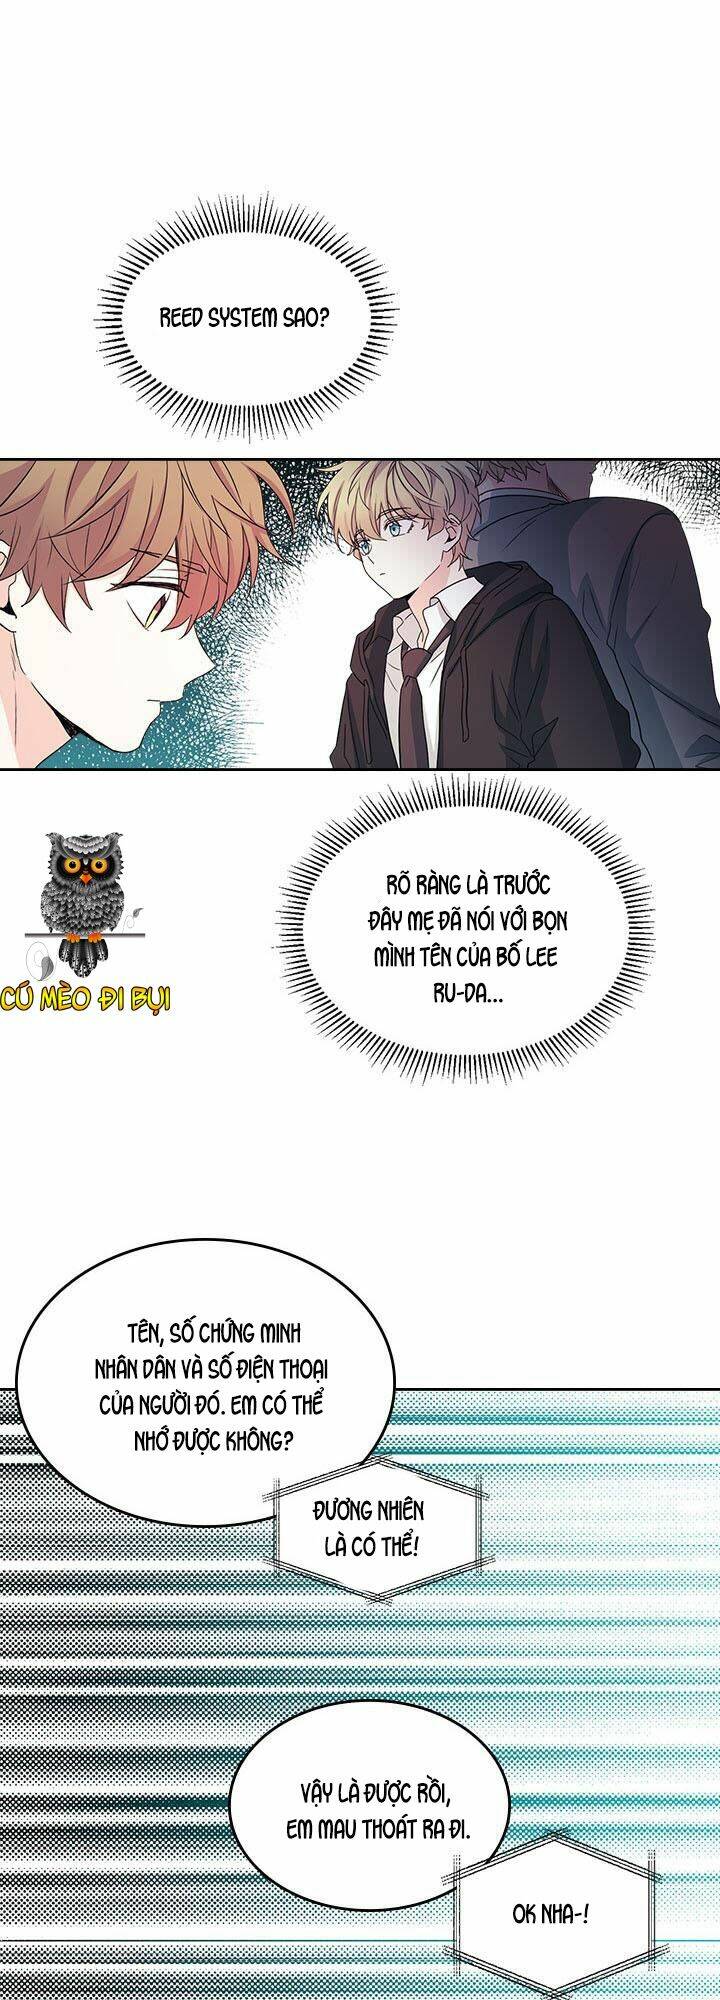 REED SYSTEM SAO?
RÕ RÀNG LÀ TRƯỚC
ĐÂY MẸ ĐÃ NÓI VỚI BỌN
MÌNH TÊN CỦA BỐ LEE
RU-DA...
CÚ MÈO ĐI BỤI
TÊN, SỐ CHỨNG MINH
NHÂN DÂN VÀ SỐ ĐIỆN THOẠI
CỦA NGƯỜI ĐÓ. EM CÓ THỂ
NHỚ ĐƯỢC KHÔNG?
ĐƯƠNG NHIÊN
LÀ CÓ THỂ!
VẬY LÀ ĐƯỢC RỒI,
EM MAU THOÁT RA ĐI.
OK NHA-!